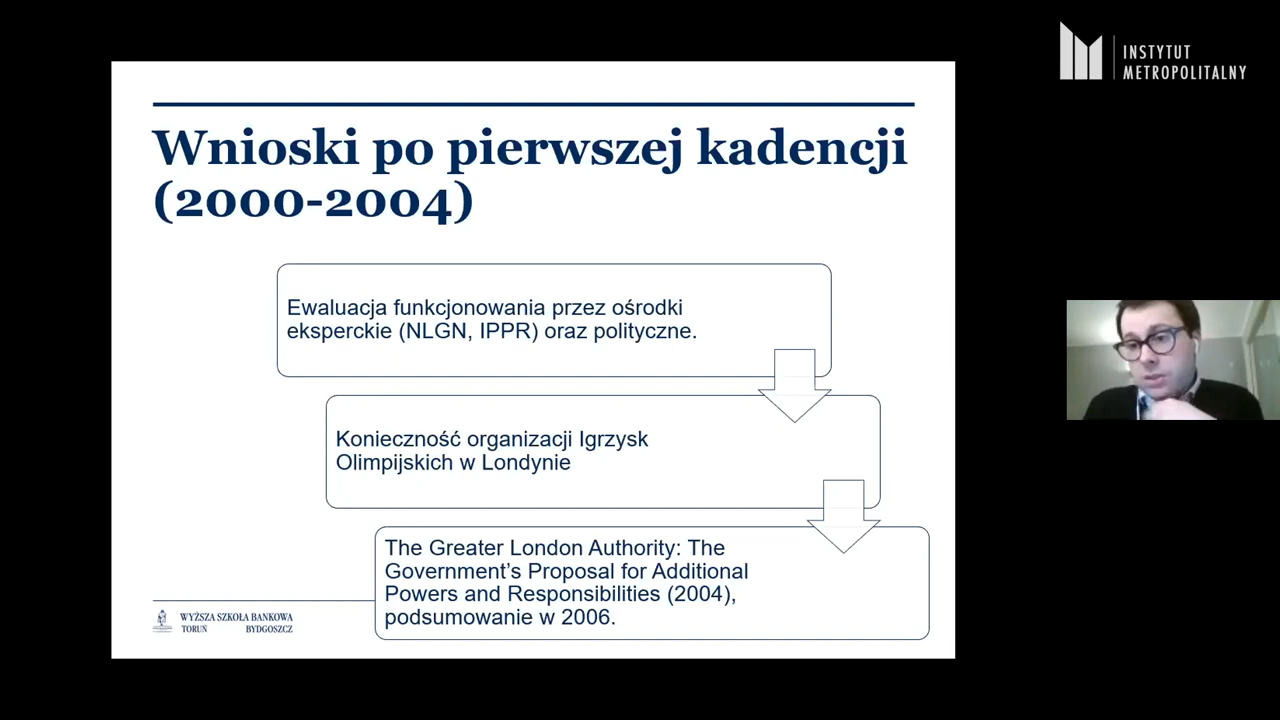 INSTYTUT
METROPOLITALNY
Wnioski po pierwszej kadencji
(2000-2004)
Ewaluacja funkcjonowania przez ośrodki
eksperckie (NLGN, IPPR) oraz polityczne.
Konieczność organizacji Igrzysk
Olimpijskich w Londynie
The Greater London Authority: The
Government’s Proposal for Additional
Powers and Responsibilities (2004),
podsumowanie w 2006.
WYŻSZA SZKOŁA BANKOWA
TORUŃ BYDGOSZCZ